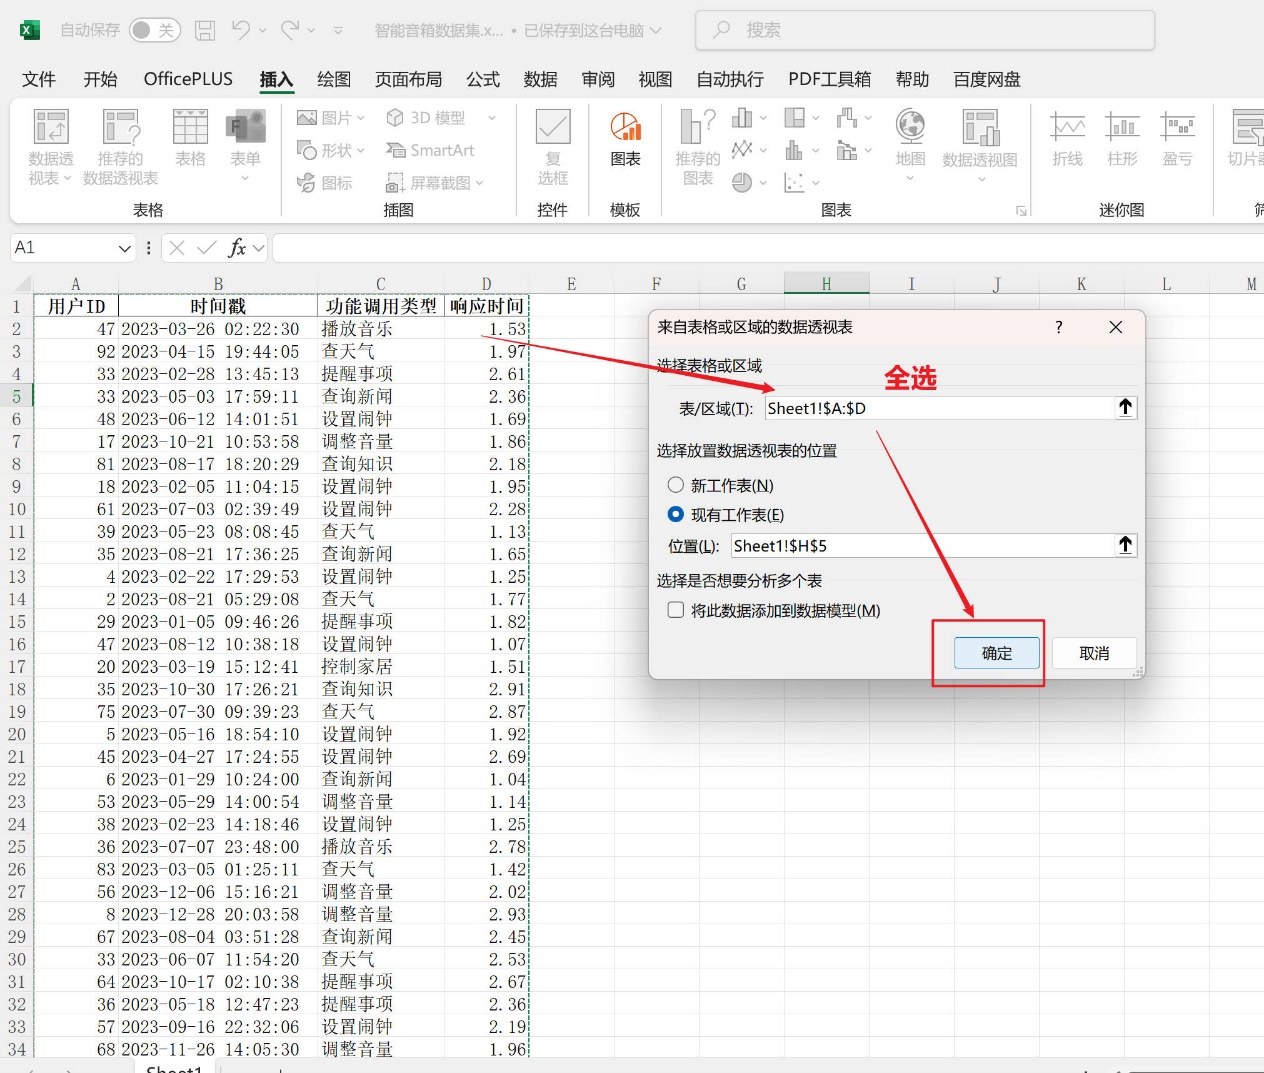 自动保存 关 智能音箱数据集.x... • 已保存到这台电脑 搜索
文件 开始 OfficePLUS 插入 绘图 页面布局 公式 数据 审阅 视图 自动执行 PDF工具箱 帮助 百度网盘
数据透视表 推荐的数据透视表 表格 表单 图片 形状 图标 3D 模型 SmartArt 屏幕截图 复选框 图表 推荐的图表 地图 数据透视图 折线 柱形 盈亏
表格 插图 控件 模板 图表 迷你图
A1 fx
A B C D E F G H I J K L M
1 用户ID 时间戳 功能调用类型 响应时间
2 47 2023-03-26 02:22:30 播放音乐 1.53
3 92 2023-04-15 19:44:05 查天气 1.97
4 33 2023-02-28 13:45:13 提醒事项 2.61
5 33 2023-05-03 17:59:11 查询新闻 2.36
6 48 2023-06-12 14:01:51 设置闹钟 1.69
7 17 2023-10-21 10:53:58 调整音量 1.86
8 81 2023-08-17 18:20:29 查询知识 2.18
9 18 2023-02-05 11:04:15 设置闹钟 1.95
10 61 2023-07-03 02:39:49 设置闹钟 2.28
11 39 2023-05-23 08:08:45 查天气 1.13
12 35 2023-08-21 17:36:25 查询新闻 1.65
13 4 2023-02-22 17:29:53 设置闹钟 1.25
14 2 2023-08-21 05:29:08 查天气 1.77
15 29 2023-01-05 09:46:26 提醒事项 1.82
16 47 2023-08-12 10:38:18 设置闹钟 1.07
17 20 2023-03-19 15:12:41 控制家居 1.51
18 35 2023-10-30 17:26:21 查询知识 2.91
19 75 2023-07-30 09:39:23 查天气 2.87
20 5 2023-05-16 18:54:10 设置闹钟 1.92
21 45 2023-04-27 17:24:55 设置闹钟 2.69
22 6 2023-01-29 10:24:00 查询新闻 1.04
23 53 2023-05-29 14:00:54 调整音量 1.14
24 38 2023-02-23 14:18:46 设置闹钟 1.25
25 36 2023-07-07 23:48:00 播放音乐 2.78
26 83 2023-03-05 01:25:11 查天气 1.42
27 56 2023-12-06 15:16:21 调整音量 2.02
28 8 2023-12-28 20:03:58 调整音量 2.93
29 67 2023-08-04 03:51:28 查询新闻 2.45
30 33 2023-06-07 11:54:20 查天气 2.53
31 64 2023-10-17 02:10:38 提醒事项 2.67
32 36 2023-05-18 12:47:23 提醒事项 2.36
33 57 2023-09-16 22:32:06 设置闹钟 2.19
34 68 2023-11-26 14:05:30 调整音量 1.96
来自表格或区域的数据透视表 ?
选择表格或区域
全选
表/区域(T): Sheet1!$A:$D
选择放置数据透视表的位置
新工作表(N)
现有工作表(E)
位置(L): Sheet1!$H$5
选择是否想要分析多个表
将此数据添加到数据模型(M)
确定 取消
Sheet1